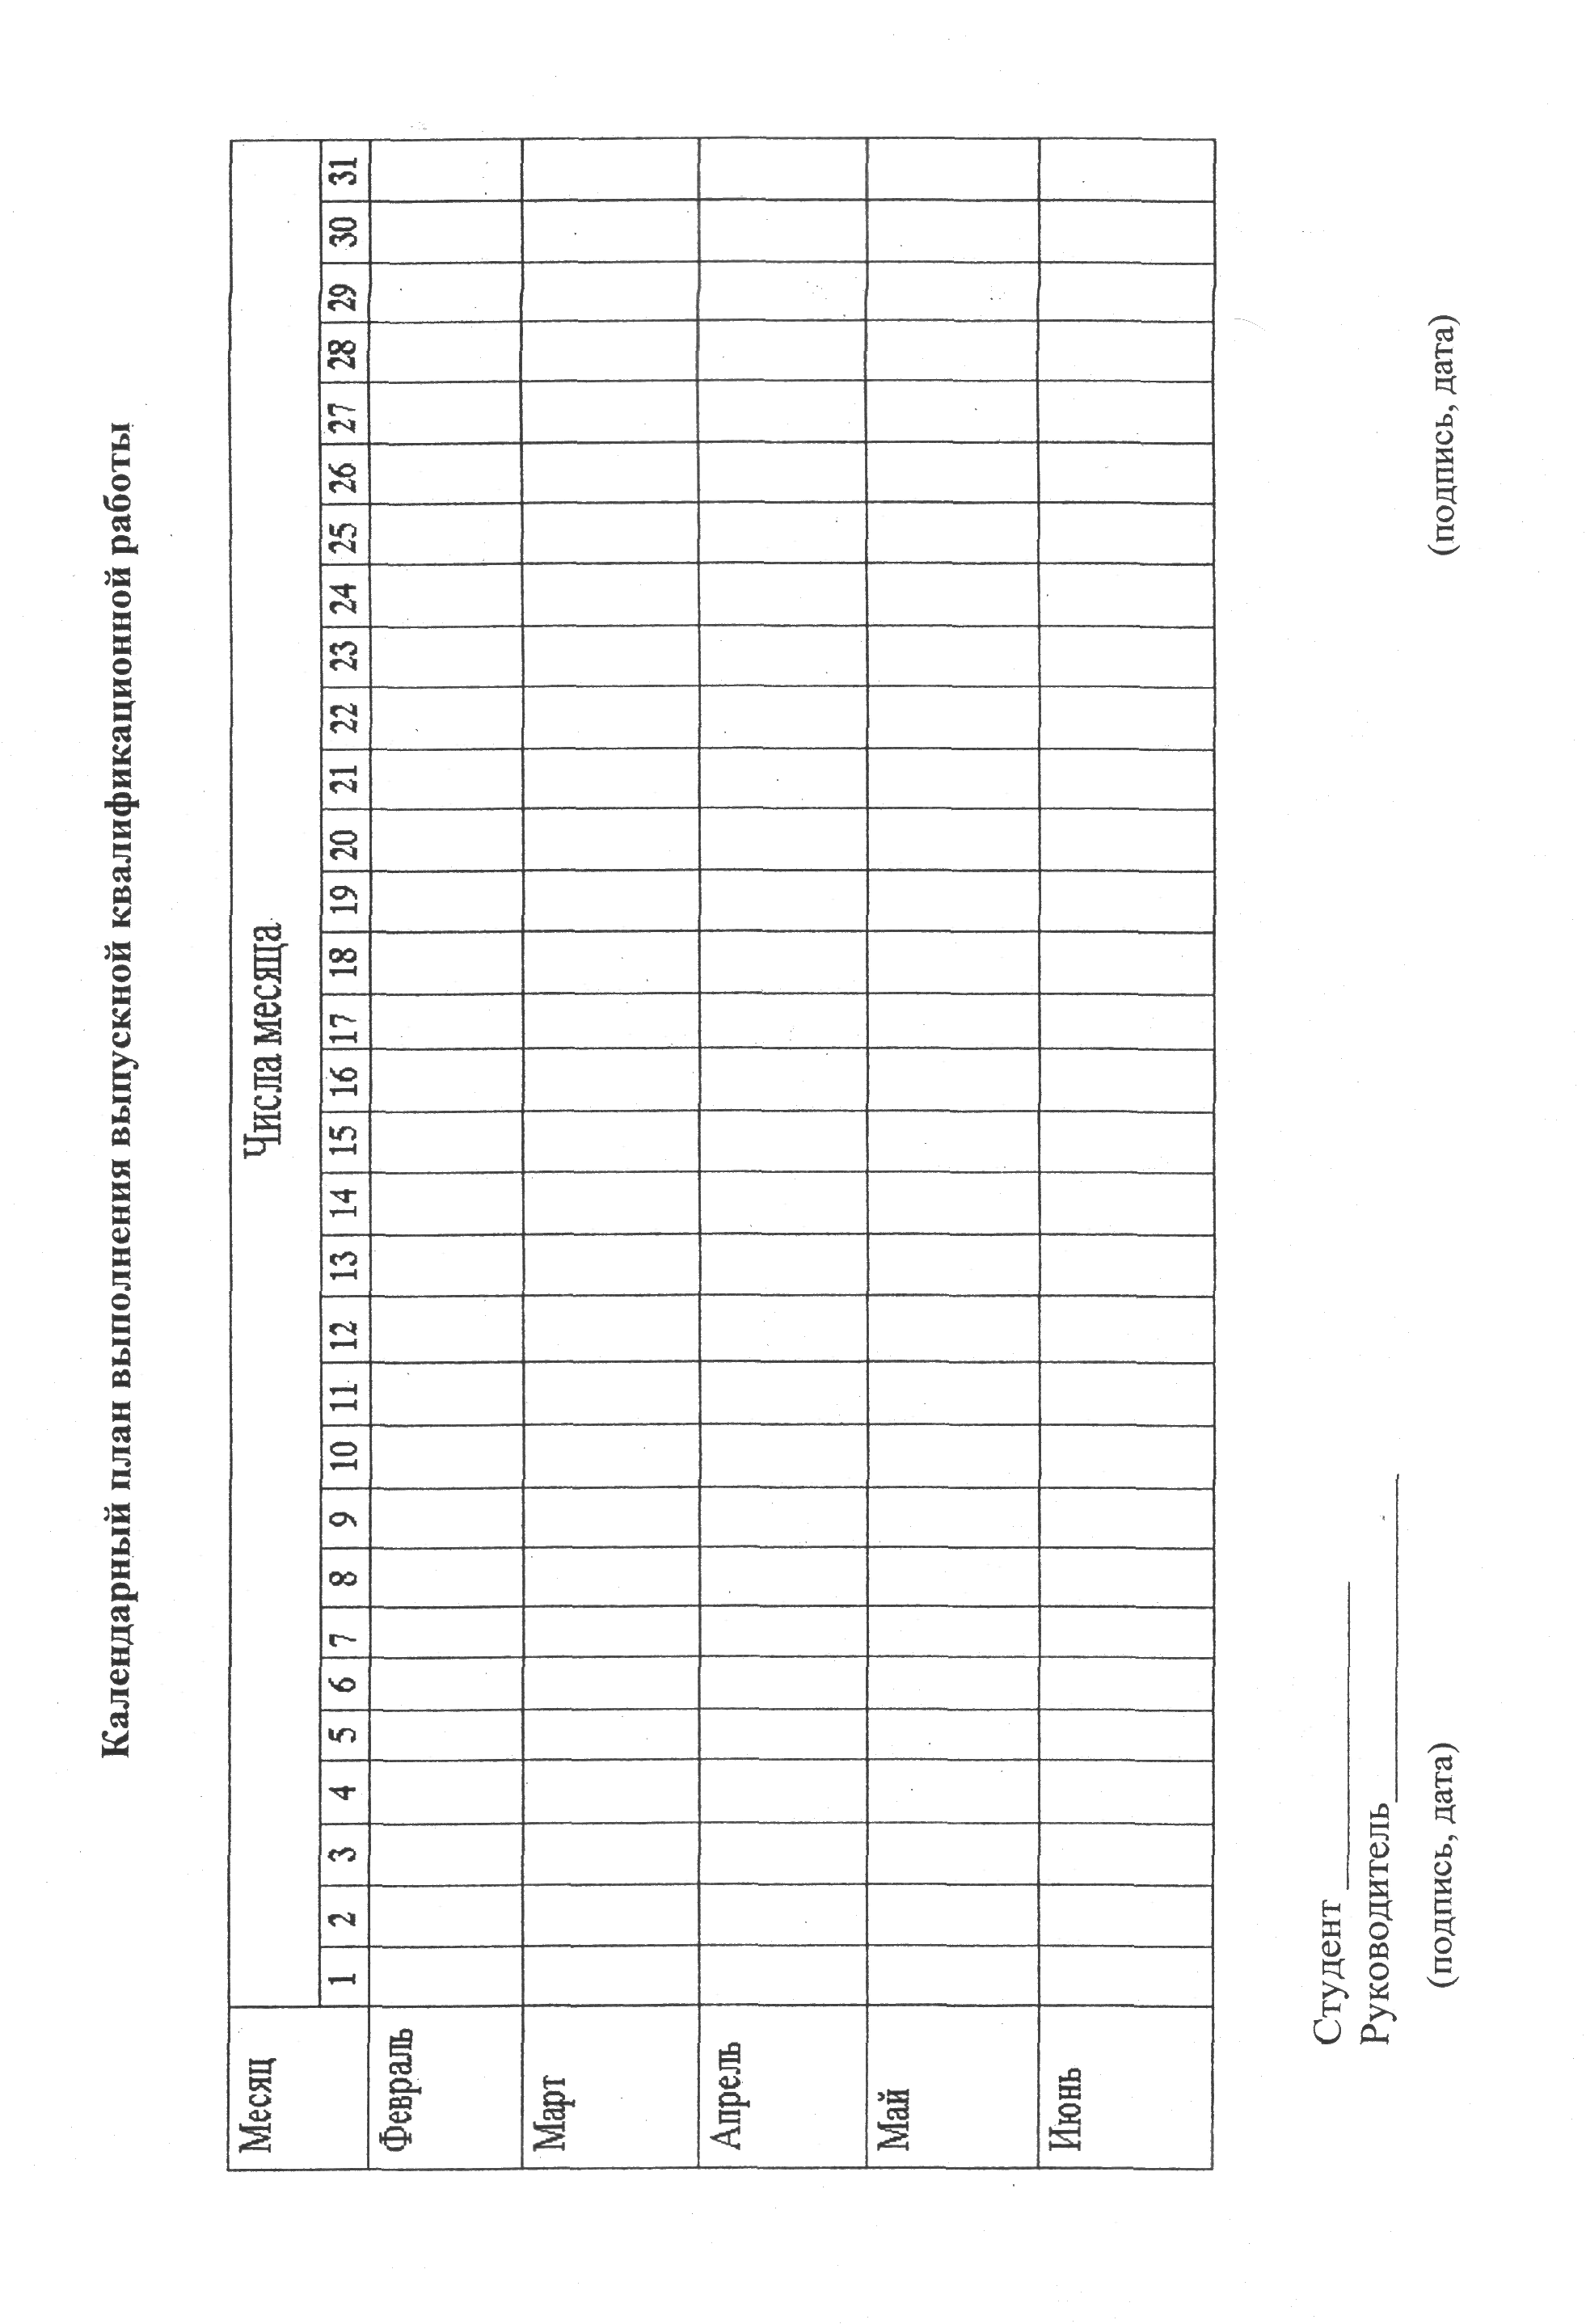 Календарный план выполнения выпускной квалификационной работы
Месяц Числа месяца
1 2 3 4 5 6 7 8 9 10 11 12 13 14 15 16 17 18 19 20 21 22 23 24 25 26 27 28 29 30 31
Февраль
Март
Апрель
Май
Июнь
Студент
Руководитель
(подпись, дата) (подпись, дата)